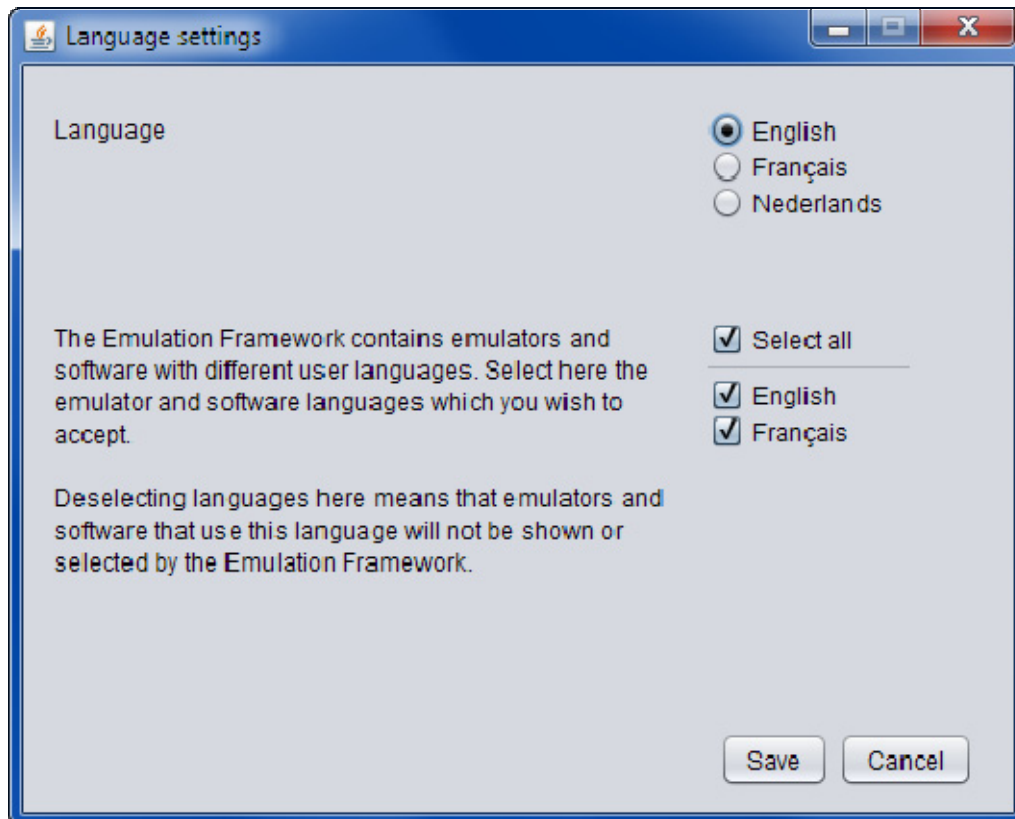 Language settings
Language
English
Français
Nederlands
The Emulation Framework contains emulators and
software with different user languages. Select here the
emulator and software languages which you wish to
accept.
Select all
English
Français
Deselecting languages here means that emulators and
software that use this language will not be shown or
selected by the Emulation Framework.
Save
Cancel